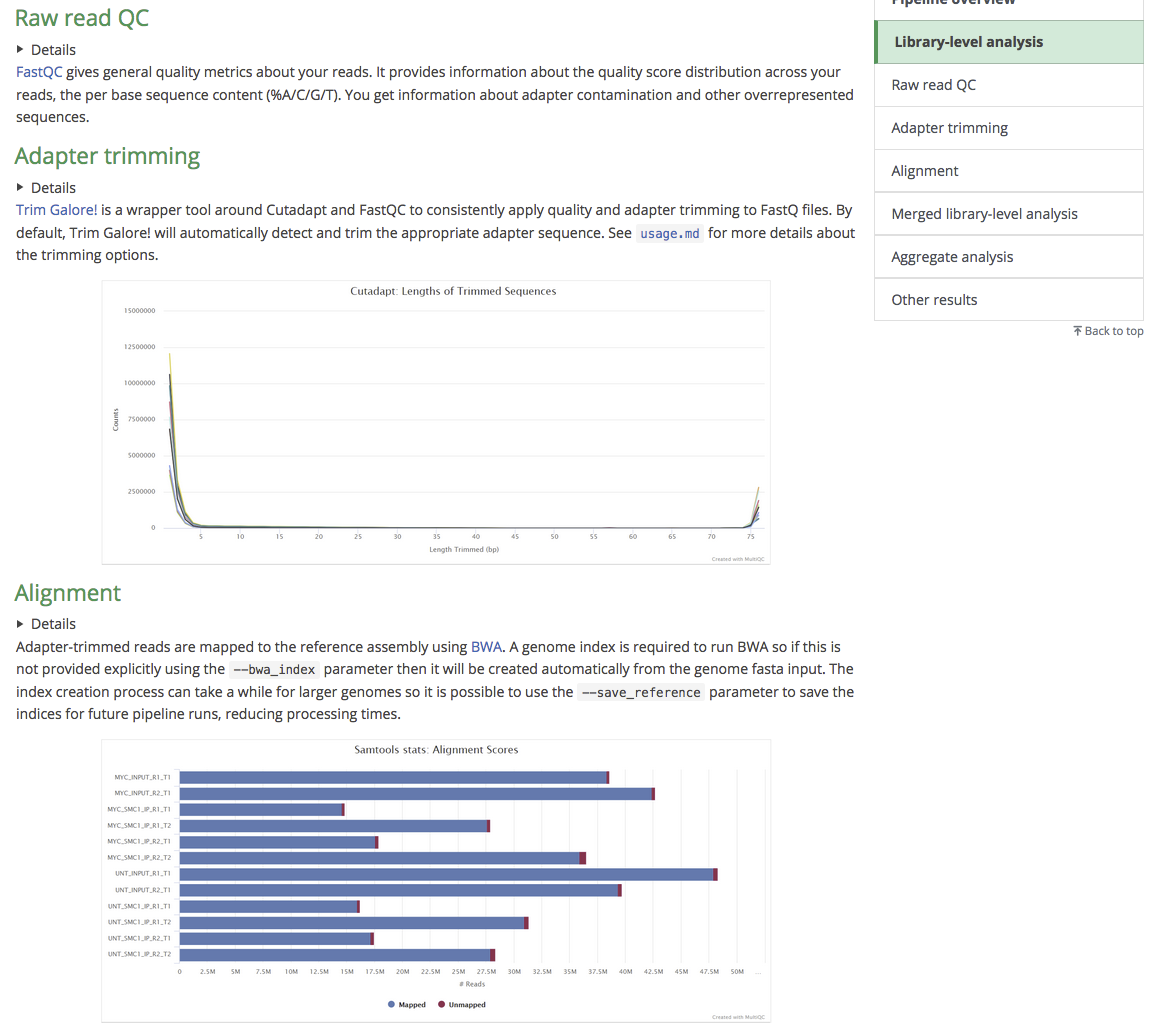 Raw read QC
Details
FastQC gives general quality metrics about your reads. It provides information about the quality score distribution across your
reads, the per base sequence content (%A/C/G/T). You get information about adapter contamination and other overrepresented
sequences.
Adapter trimming
Details
Trim Galore! is a wrapper tool around Cutadapt and FastQC to consistently apply quality and adapter trimming to FastQ files. By
default, Trim Galore! will automatically detect and trim the appropriate adapter sequence. See usage.md for more details about
the trimming options.
Cutadapt: Lengths of Trimmed Sequences
15000000
12500000
10000000
7500000
5000000
2500000
0
Counts
5 10 15 20 25 30 35 40 45 50 55 60 65 70 75
Length Trimmed (bp)
Created with MultiQC
Alignment
Details
Adapter-trimmed reads are mapped to the reference assembly using BWA. A genome index is required to run BWA so if this is
not provided explicitly using the --bwa_index parameter then it will be created automatically from the genome fasta input. The
index creation process can take a while for larger genomes so it is possible to use the --save_reference parameter to save the
indices for future pipeline runs, reducing processing times.
Samtools stats: Alignment Scores
MYC_INPUT_R1_T1
MYC_INPUT_R2_T1
MYC_SMC1_IP_R1_T1
MYC_SMC1_IP_R1_T2
MYC_SMC1_IP_R2_T1
MYC_SMC1_IP_R2_T2
UNT_INPUT_R1_T1
UNT_INPUT_R2_T1
UNT_SMC1_IP_R1_T1
UNT_SMC1_IP_R1_T2
UNT_SMC1_IP_R2_T1
UNT_SMC1_IP_R2_T2
0 2.5M 5M 7.5M 10M 12.5M 15M 17.5M 20M 22.5M 25M 27.5M 30M 32.5M 35M 37.5M 40M 42.5M 45M 47.5M 50M ...
# Reads
Mapped Unmapped
Created with MultiQC
Pipeline overview
Library-level analysis
Raw read QC
Adapter trimming
Alignment
Merged library-level analysis
Aggregate analysis
Other results
Back to top